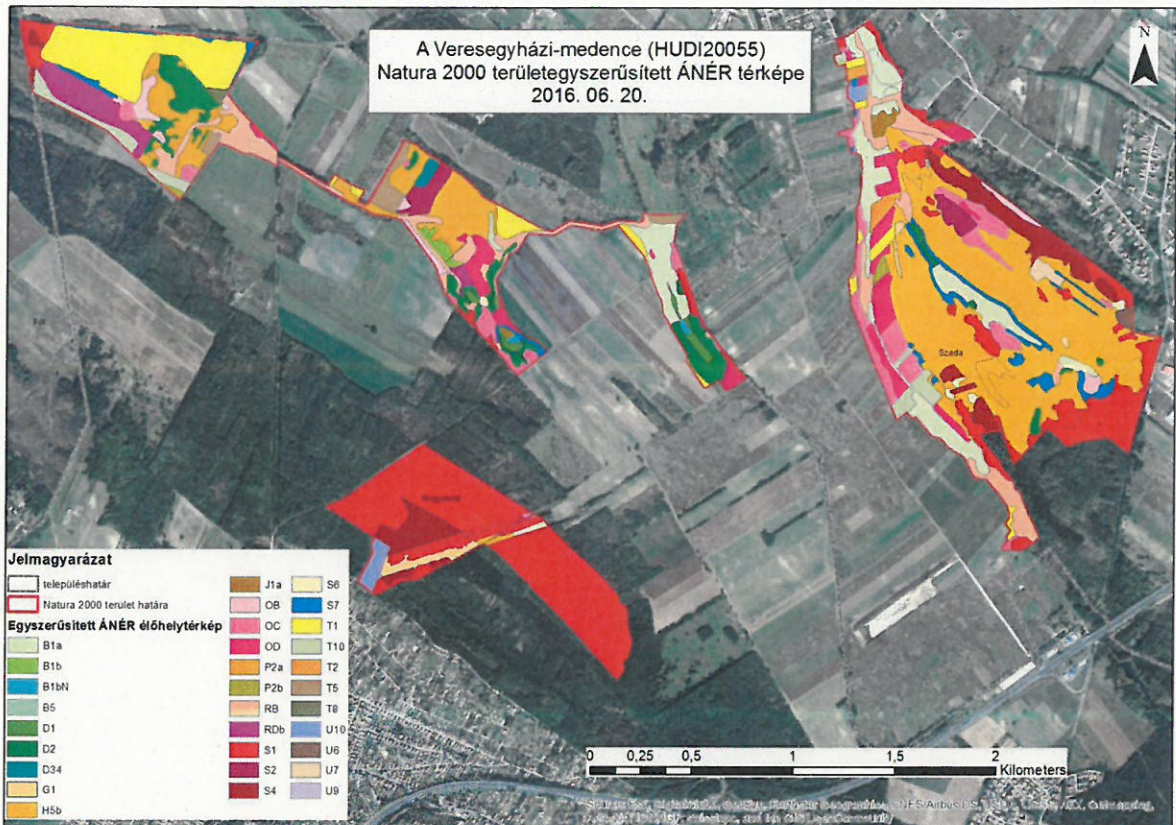 A Veresegyházi-medence (HUDI20055)
Natura 2000 területegyszerűsített ÁNÉR térképe
2016. 06. 20.
N
Szada
Jelmagyarázat
településhatár
Natura 2000 terület határa
Egyszerűsített ÁNÉR élőhelytérkép
B1a
B1b
B1bN
B5
D1
D2
D34
G1
H5b
J1a
OB
OC
OD
P2a
P2b
RB
RDb
S1
S2
S4
S6
S7
T1
T10
T2
T5
T8
U10
U6
U7
U9
0 0,25 0,5 1 1,5 2
Kilometers